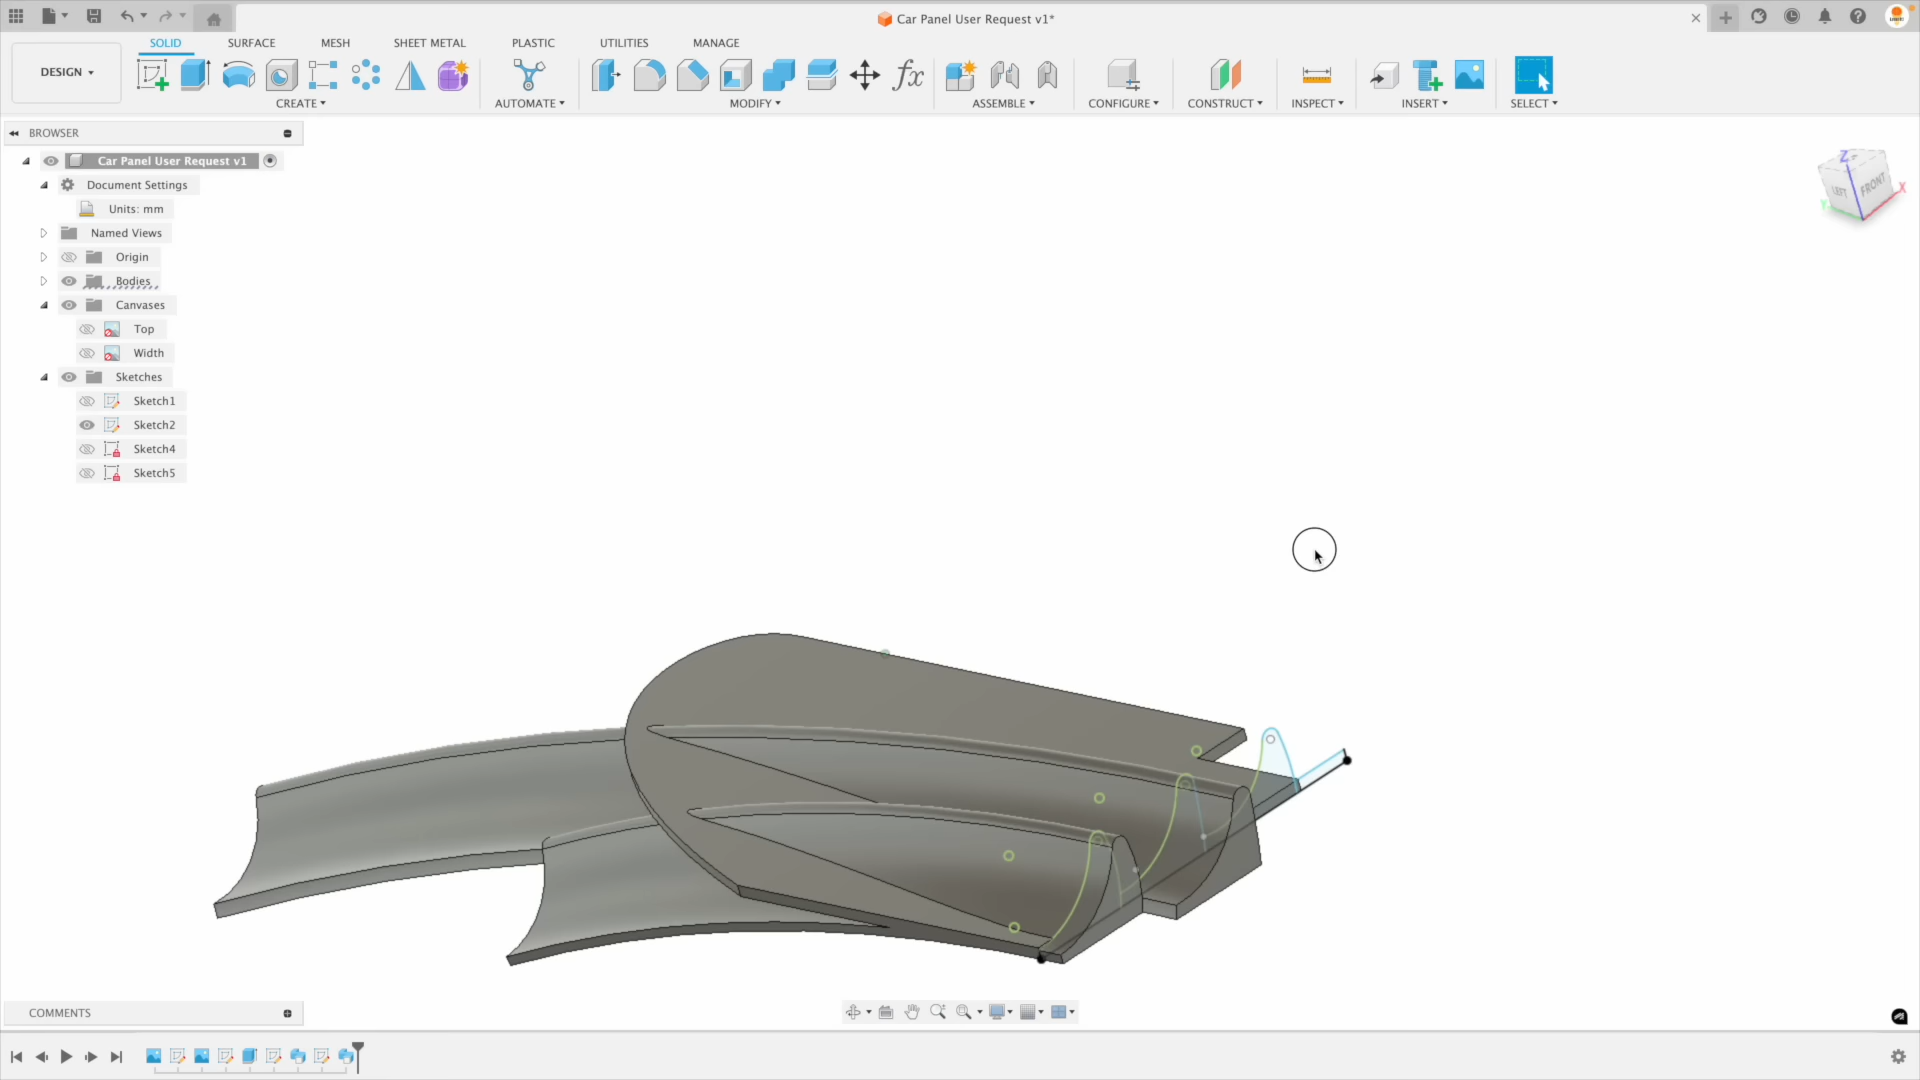 Car Panel User Request v1*
SOLID SURFACE MESH SHEET METAL PLASTIC UTILITIES MANAGE
DESIGN
CREATE AUTOMATE MODIFY ASSEMBLE CONFIGURE CONSTRUCT INSPECT INSERT SELECT
BROWSER
Car Panel User Request v1
Document Settings
Units: mm
Named Views
Origin
Bodies
Canvases
Top
Width
Sketches
Sketch1
Sketch2
Sketch4
Sketch5
Z
LEFT FRONT
X
Y
COMMENTS